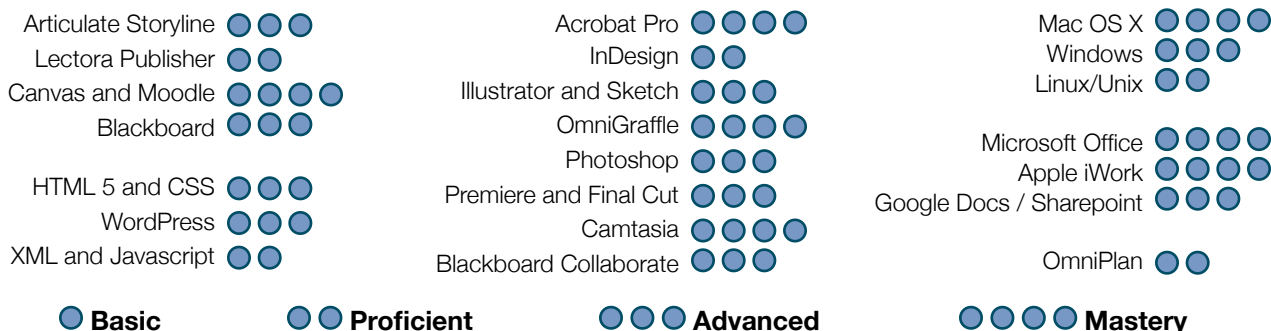 Articulate Storyline
Lectora Publisher
Canvas and Moodle
Blackboard
HTML 5 and CSS
WordPress
XML and Javascript
Acrobat Pro
InDesign
Illustrator and Sketch
OmniGraffle
Photoshop
Premiere and Final Cut
Camtasia
Blackboard Collaborate
Mac OS X
Windows
Linux/Unix
Microsoft Office
Apple iWork
Google Docs / Sharepoint
OmniPlan
Basic
Proficient
Advanced
Mastery